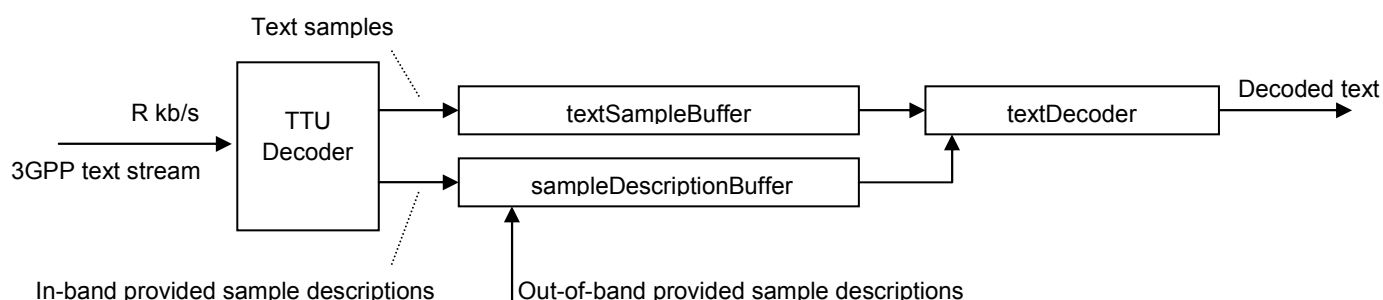 Text samples
R kb/s
3GPP text stream
TTU
Decoder
textSampleBuffer
textDecoder
Decoded text
sampleDescriptionBuffer
In-band provided sample descriptions
Out-of-band provided sample descriptions